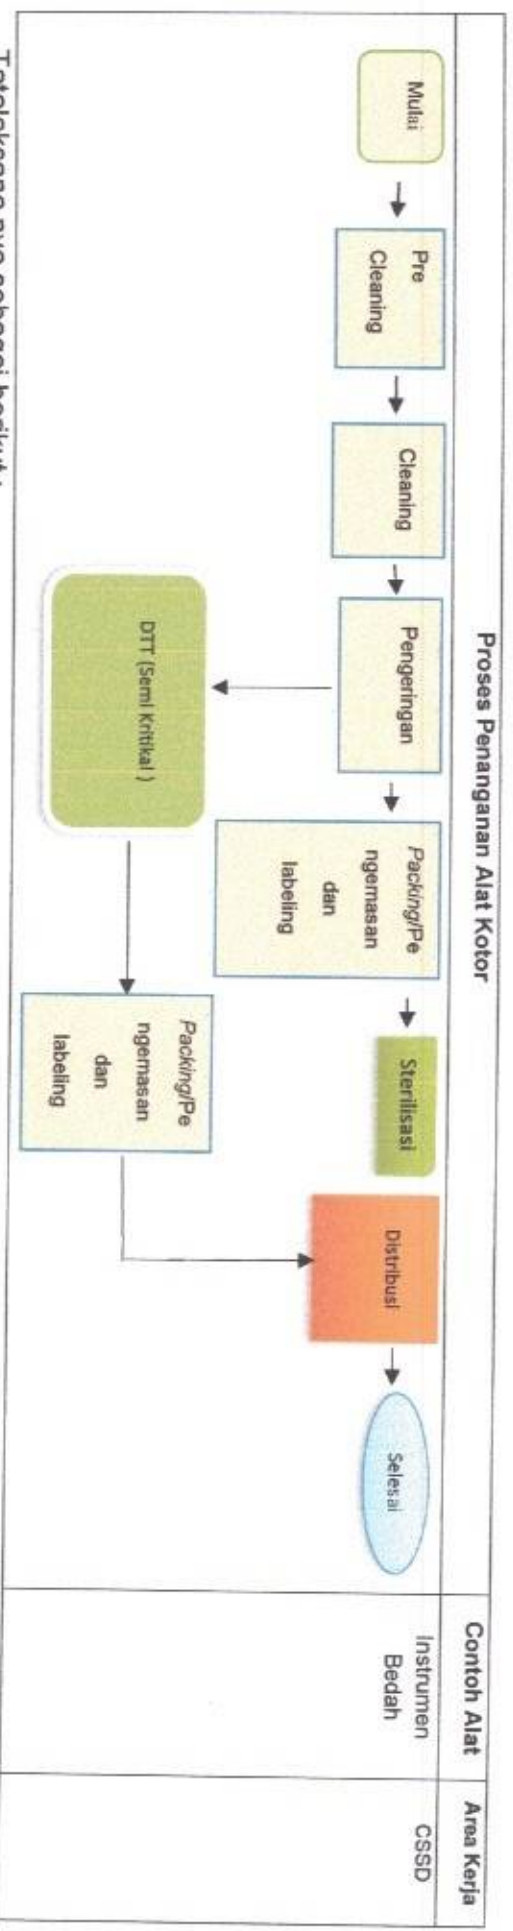 Proses Penanganan Alat Kotor
Contoh Alat
Area Kerja
Mulai
Pre
Cleaning
Cleaning
Pengeringan
Packing/Pe
ngemasan
dan
labeling
Sterilisasi
Distribusi
Selesai
Instrumen
Bedah
CSSD
DTT (Semi Kritikal )
Packing/Pe
ngemasan
dan
labeling